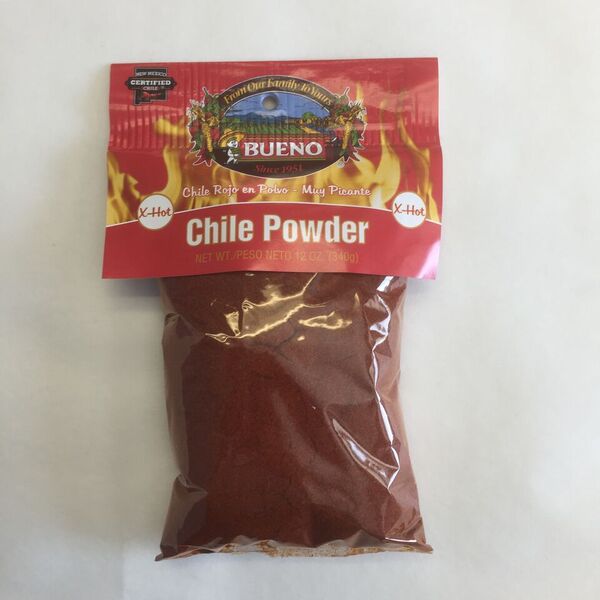 NEW MEXICO
CERTIFIED
CHILE
From Our Family To Yours
BUENO
Since 1951
Chile Rojo en Polvo - Muy Picante
X-Hot
X-Hot
Chile Powder
NET WT./PESO NETO 12 OZ. (340g)